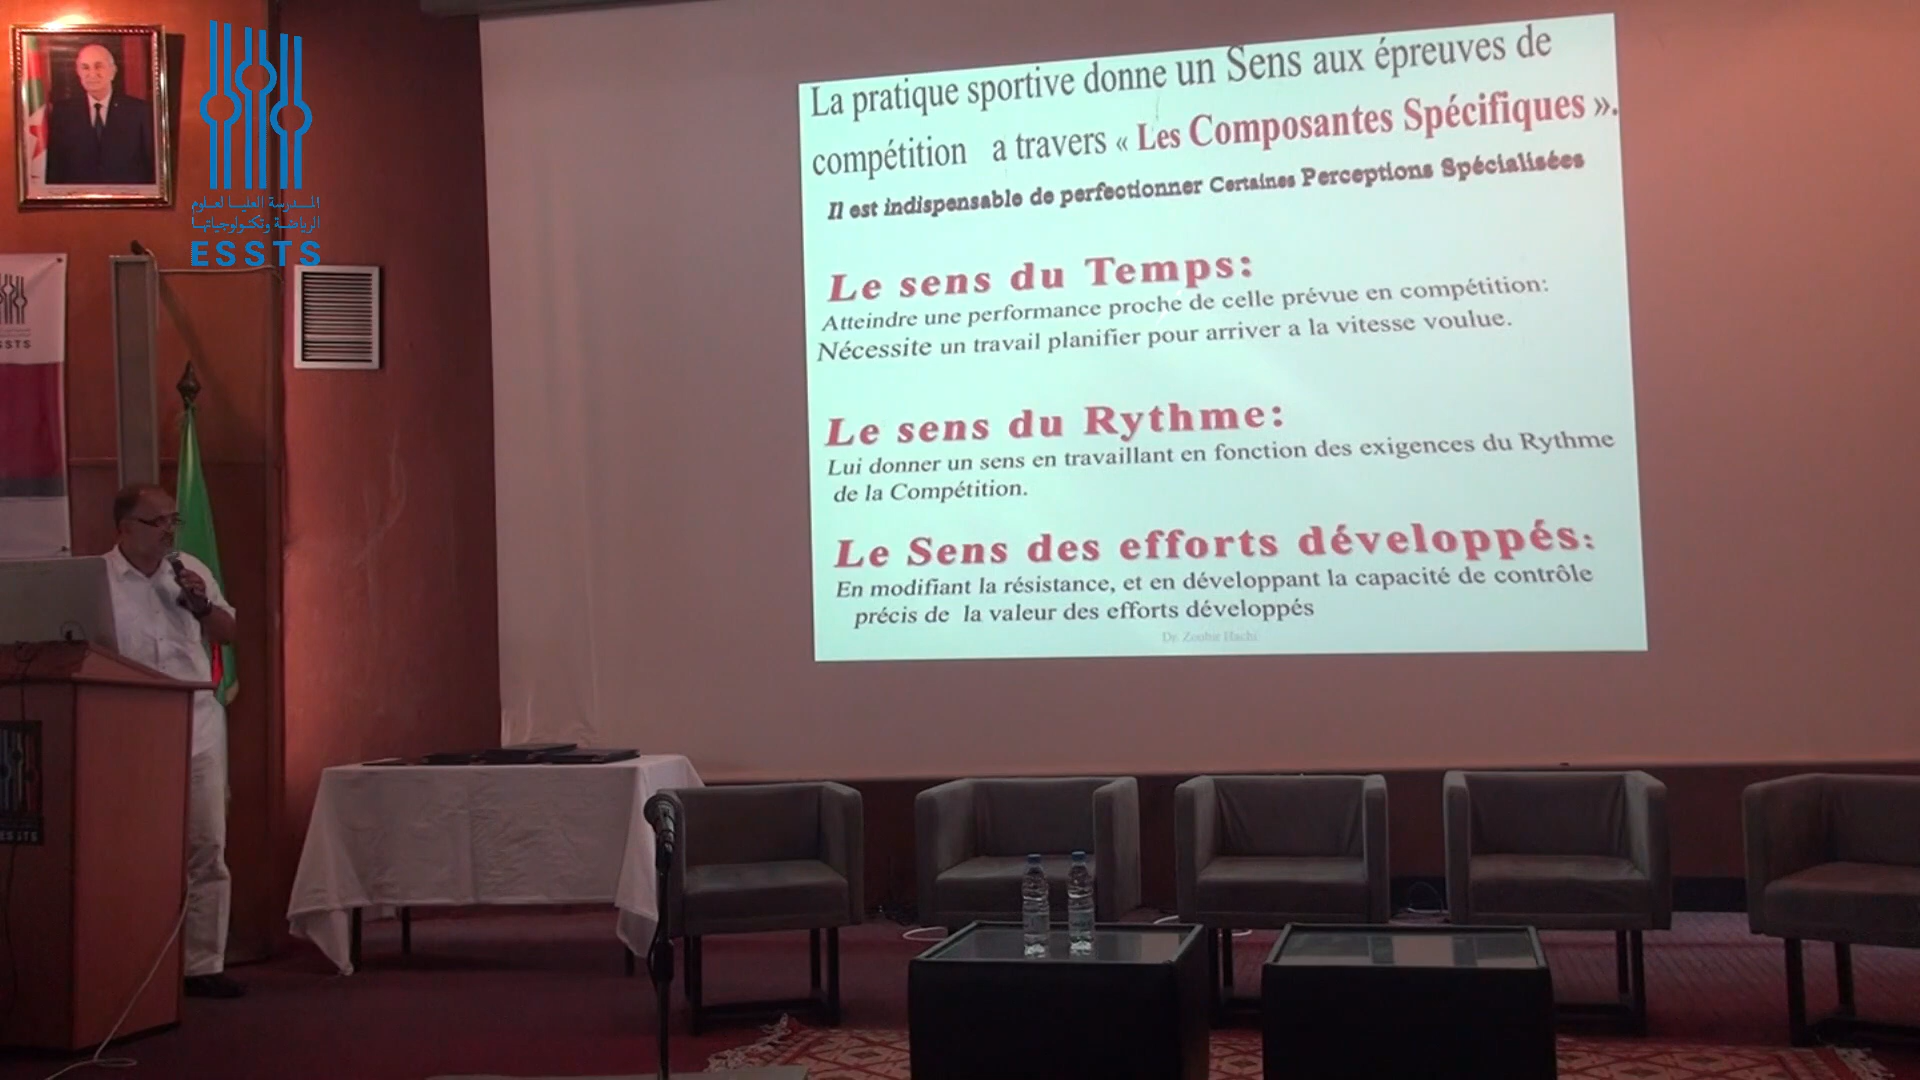 المدرسة العليا لعلوم
الرياضة وتكنولوجياتها
ESSTS
La pratique sportive donne un Sens aux épreuves de
compétition a travers « Les Composantes Spécifiques ».
Il est indispensable de perfectionner Certaines Perceptions Spécialisées
Le sens du Temps:
Atteindre une performance proche de celle prévue en compétition:
Nécessite un travail planifier pour arriver a la vitesse voulue.
Le sens du Rythme:
Lui donner un sens en travaillant en fonction des exigences du Rythme
de la Compétition.
Le Sens des efforts développés:
En modifiant la résistance, et en développant la capacité de contrôle
précis de la valeur des efforts développés
Dr. Zoubir Hachi
ESSTS